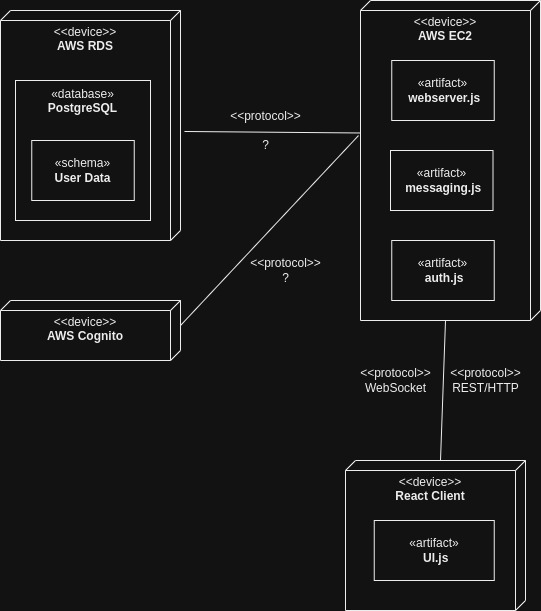 <<device>>
AWS RDS
«database»
PostgreSQL
«schema»
User Data
<<protocol>>
?
<<device>>
AWS EC2
«artifact»
webserver.js
«artifact»
messaging.js
«artifact»
auth.js
<<protocol>>
?
<<device>>
AWS Cognito
<<protocol>>
WebSocket
<<protocol>>
REST/HTTP
<<device>>
React Client
«artifact»
UI.js